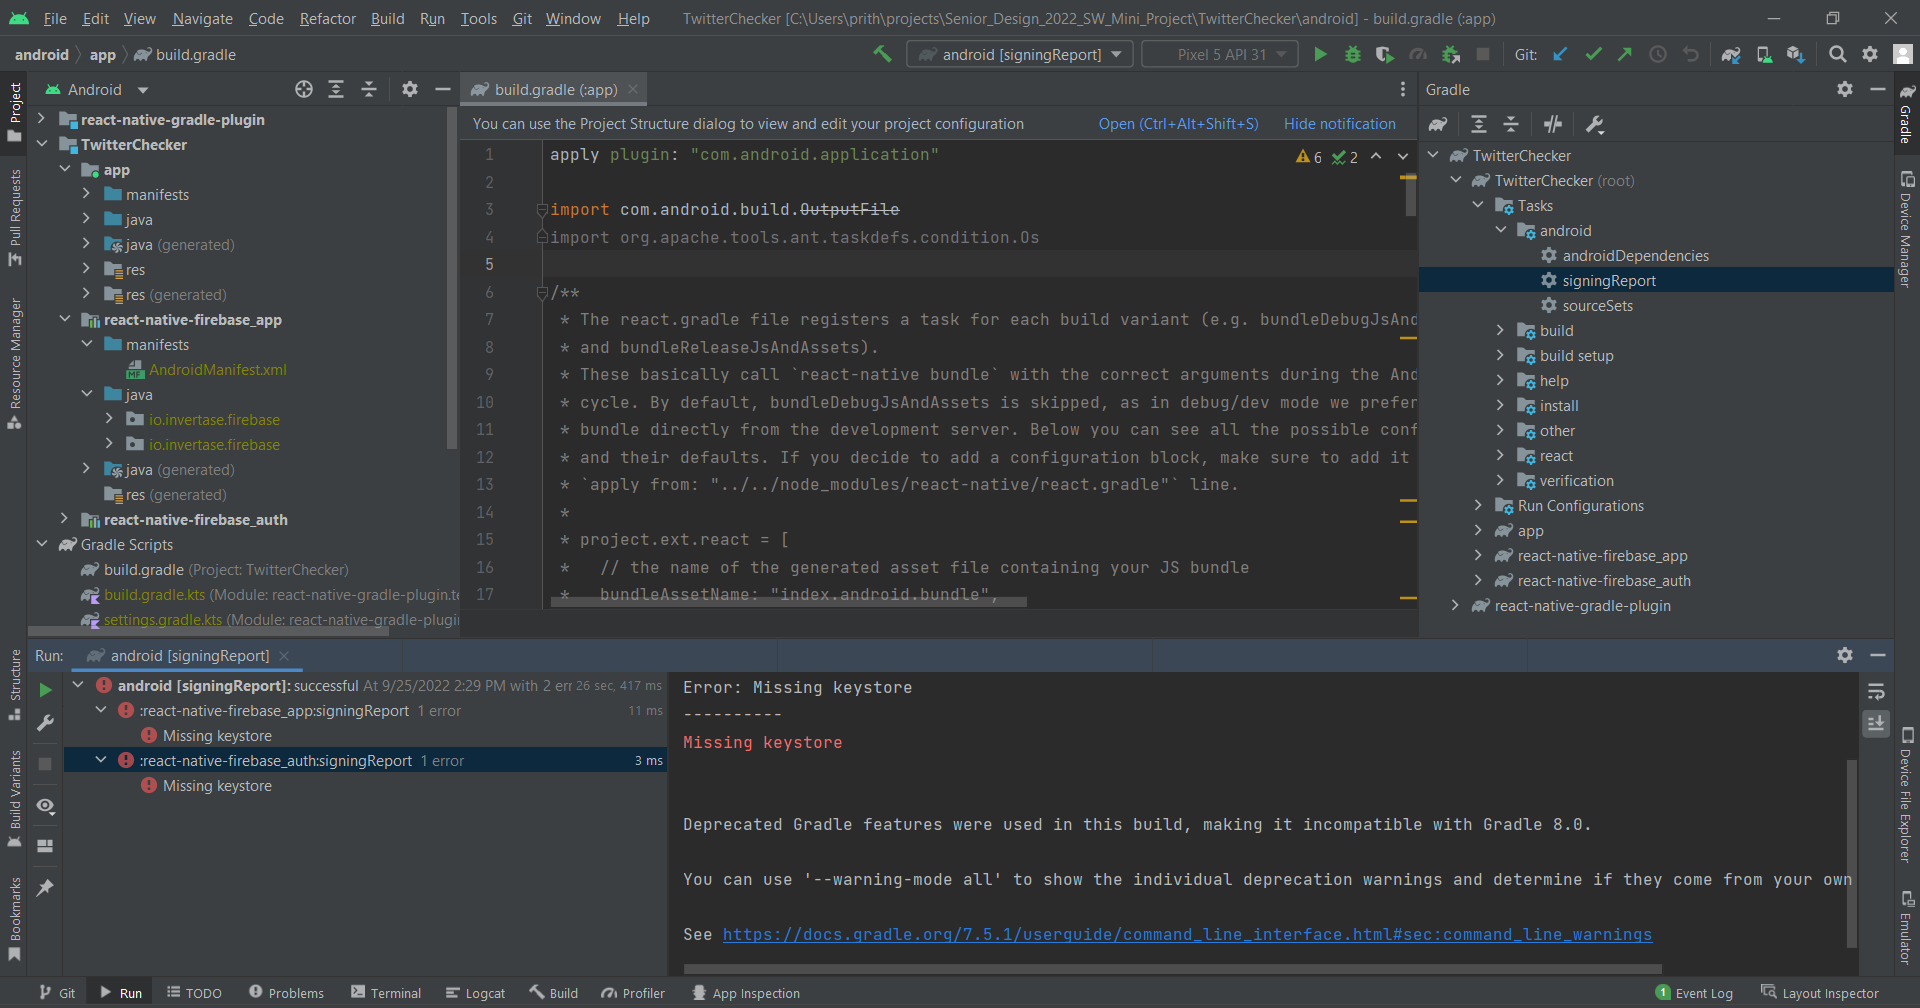 File Edit View Navigate Code Refactor Build Run Tools Git Window Help TwitterChecker [C:\Users\prith\projects\Senior_Design_2022_SW_Mini_Project\TwitterChecker\android] - build.gradle (:app)
android app build.gradle
android [signingReport] Pixel 5 API 31 Git:
Android
build.gradle (:app)
Gradle
You can use the Project Structure dialog to view and edit your project configuration Open (Ctrl+Alt+Shift+S) Hide notification
Project
Pull Requests
Resource Manager
Structure
Build Variants
Bookmarks
react-native-gradle-plugin
TwitterChecker
app
manifests
java
java (generated)
res
res (generated)
react-native-firebase_app
manifests
AndroidManifest.xml
java
io.invertase.firebase
io.invertase.firebase
java (generated)
res (generated)
react-native-firebase_auth
Gradle Scripts
build.gradle (Project: TwitterChecker)
build.gradle.kts (Module: react-native-gradle-plugin.te
settings.gradle.kts (Module: react-native-gradle-plugin
6 2
1 apply plugin: "com.android.application"
2
3 import com.android.build.OutputFile
4 import org.apache.tools.ant.taskdefs.condition.Os
5
6 /**
7 * The react.gradle file registers a task for each build variant (e.g. bundleDebugJsAnd
8 * and bundleReleaseJsAndAssets).
9 * These basically call `react-native bundle` with the correct arguments during the And
10 * cycle. By default, bundleDebugJsAndAssets is skipped, as in debug/dev mode we prefer
11 * bundle directly from the development server. Below you can see all the possible conf
12 * and their defaults. If you decide to add a configuration block, make sure to add it
13 * `apply from: "../../node_modules/react-native/react.gradle"` line.
14 *
15 * project.ext.react = [
16 * // the name of the generated asset file containing your JS bundle
17 * bundleAssetName: "index.android.bundle",
TwitterChecker
TwitterChecker (root)
Tasks
android
androidDependencies
signingReport
sourceSets
build
build setup
help
install
other
react
verification
Run Configurations
app
react-native-firebase_app
react-native-firebase_auth
react-native-gradle-plugin
Gradle
Device Manager
Device File Explorer
Emulator
Run: android [signingReport]
android [signingReport]: successful At 9/25/2022 2:29 PM with 2 err 26 sec, 417 ms
:react-native-firebase_app:signingReport 1 error 11 ms
Missing keystore
:react-native-firebase_auth:signingReport 1 error 3 ms
Missing keystore
Error: Missing keystore
----------
Missing keystore
Deprecated Gradle features were used in this build, making it incompatible with Gradle 8.0.
You can use '--warning-mode all' to show the individual deprecation warnings and determine if they come from your own
See https://docs.gradle.org/7.5.1/userguide/command_line_interface.html#sec:command_line_warnings
Git Run TODO Problems Terminal Logcat Build Profiler App Inspection 1 Event Log Layout Inspector